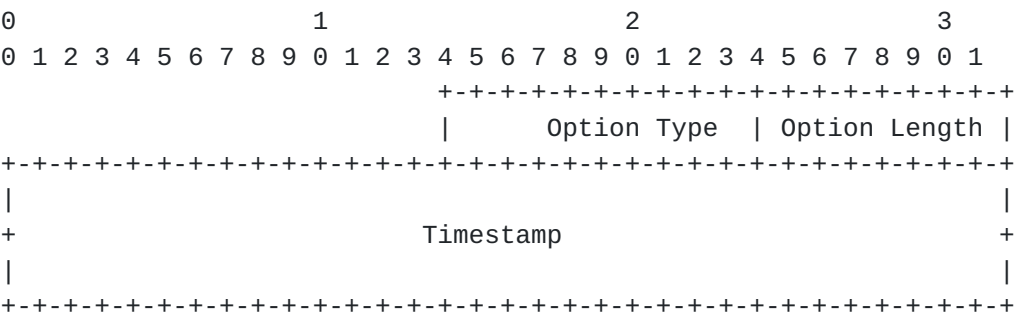 0                   1                   2                   3
0 1 2 3 4 5 6 7 8 9 0 1 2 3 4 5 6 7 8 9 0 1 2 3 4 5 6 7 8 9 0 1
                            +-+-+-+-+-+-+-+-+-+-+-+-+-+-+-+-+-+-+
                            |      Option Type  | Option Length |
+-+-+-+-+-+-+-+-+-+-+-+-+-+-+-+-+-+-+-+-+-+-+-+-+-+-+-+-+-+-+-+-+
|                                                               |
+                          Timestamp                            +
|                                                               |
+-+-+-+-+-+-+-+-+-+-+-+-+-+-+-+-+-+-+-+-+-+-+-+-+-+-+-+-+-+-+-+-+